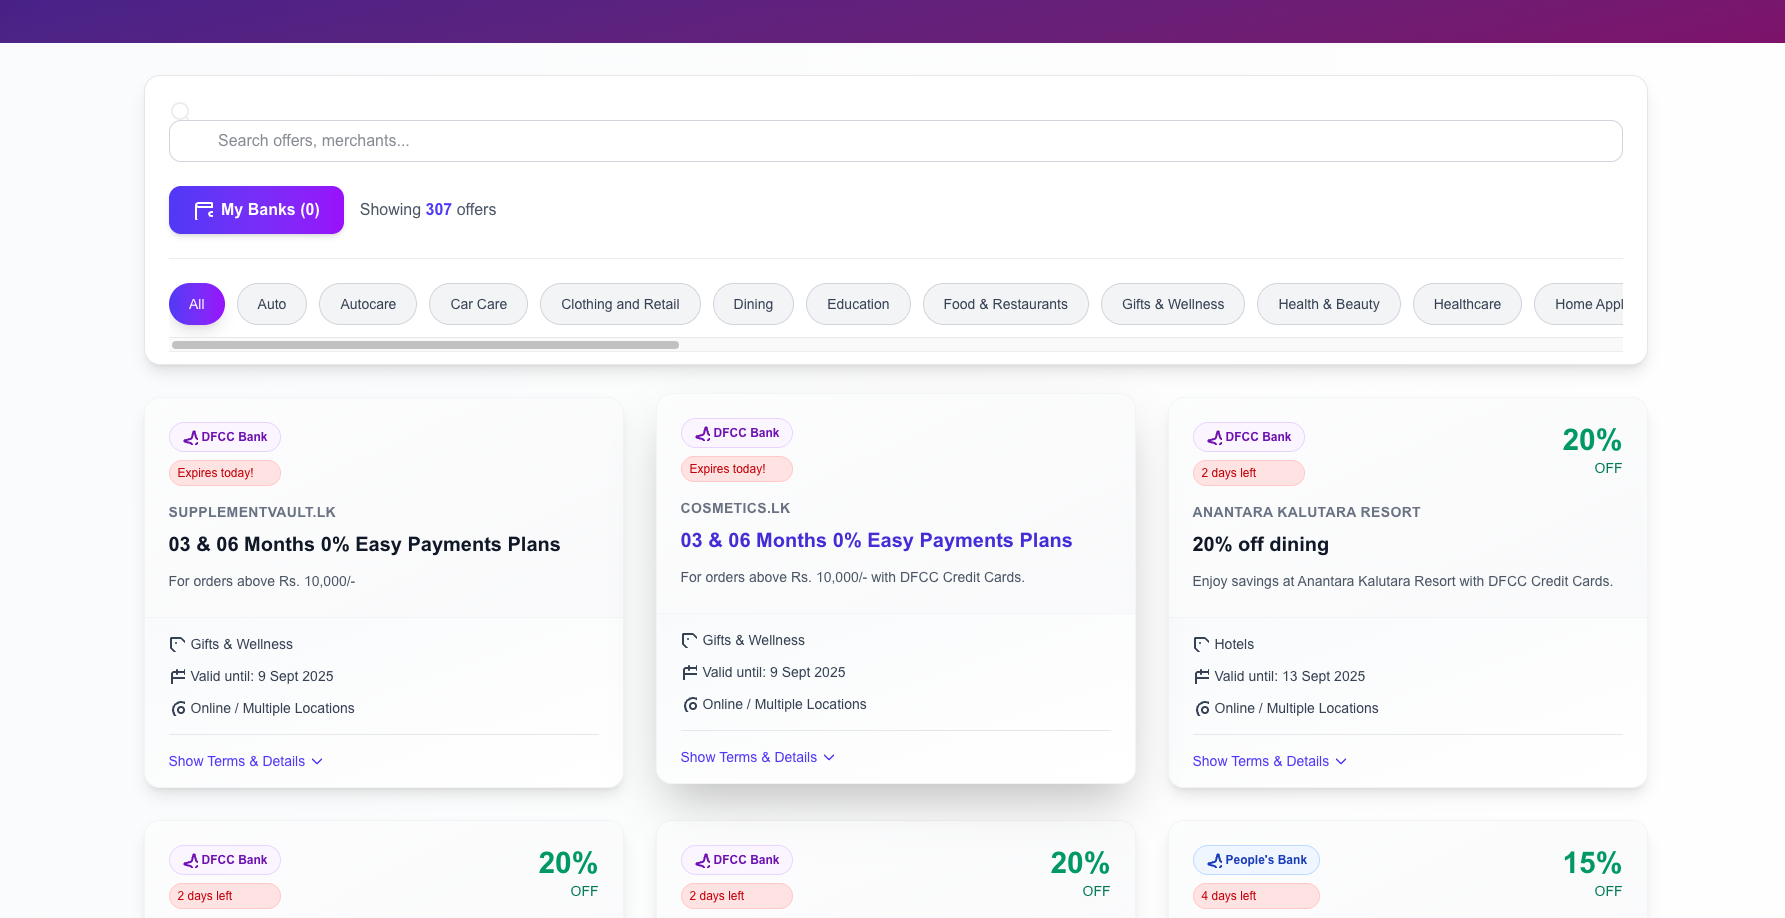 Search offers, merchants...
My Banks (0)
Showing 307 offers
All
Auto
Autocare
Car Care
Clothing and Retail
Dining
Education
Food & Restaurants
Gifts & Wellness
Health & Beauty
Healthcare
Home Appl
DFCC Bank
Expires today!
SUPPLEMENTVAULT.LK
03 & 06 Months 0% Easy Payments Plans
For orders above Rs. 10,000/-
Gifts & Wellness
Valid until: 9 Sept 2025
Online / Multiple Locations
Show Terms & Details
DFCC Bank
Expires today!
COSMETICS.LK
03 & 06 Months 0% Easy Payments Plans
For orders above Rs. 10,000/- with DFCC Credit Cards.
Gifts & Wellness
Valid until: 9 Sept 2025
Online / Multiple Locations
Show Terms & Details
DFCC Bank
2 days left
20%
OFF
ANANTARA KALUTARA RESORT
20% off dining
Enjoy savings at Anantara Kalutara Resort with DFCC Credit Cards.
Hotels
Valid until: 13 Sept 2025
Online / Multiple Locations
Show Terms & Details
DFCC Bank
2 days left
20%
OFF
DFCC Bank
2 days left
20%
OFF
People's Bank
4 days left
15%
OFF